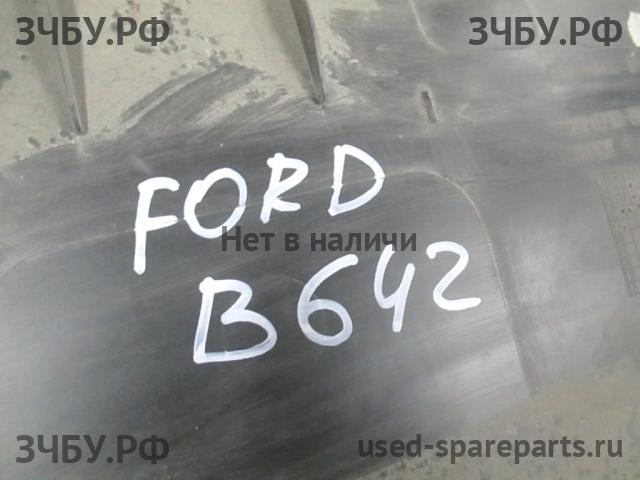 ЗЧБУ.РФ ЗЧБУ.РФ
FORD
Нет в наличи
B642
ЗЧБУ.РФ used-spareparts.ru